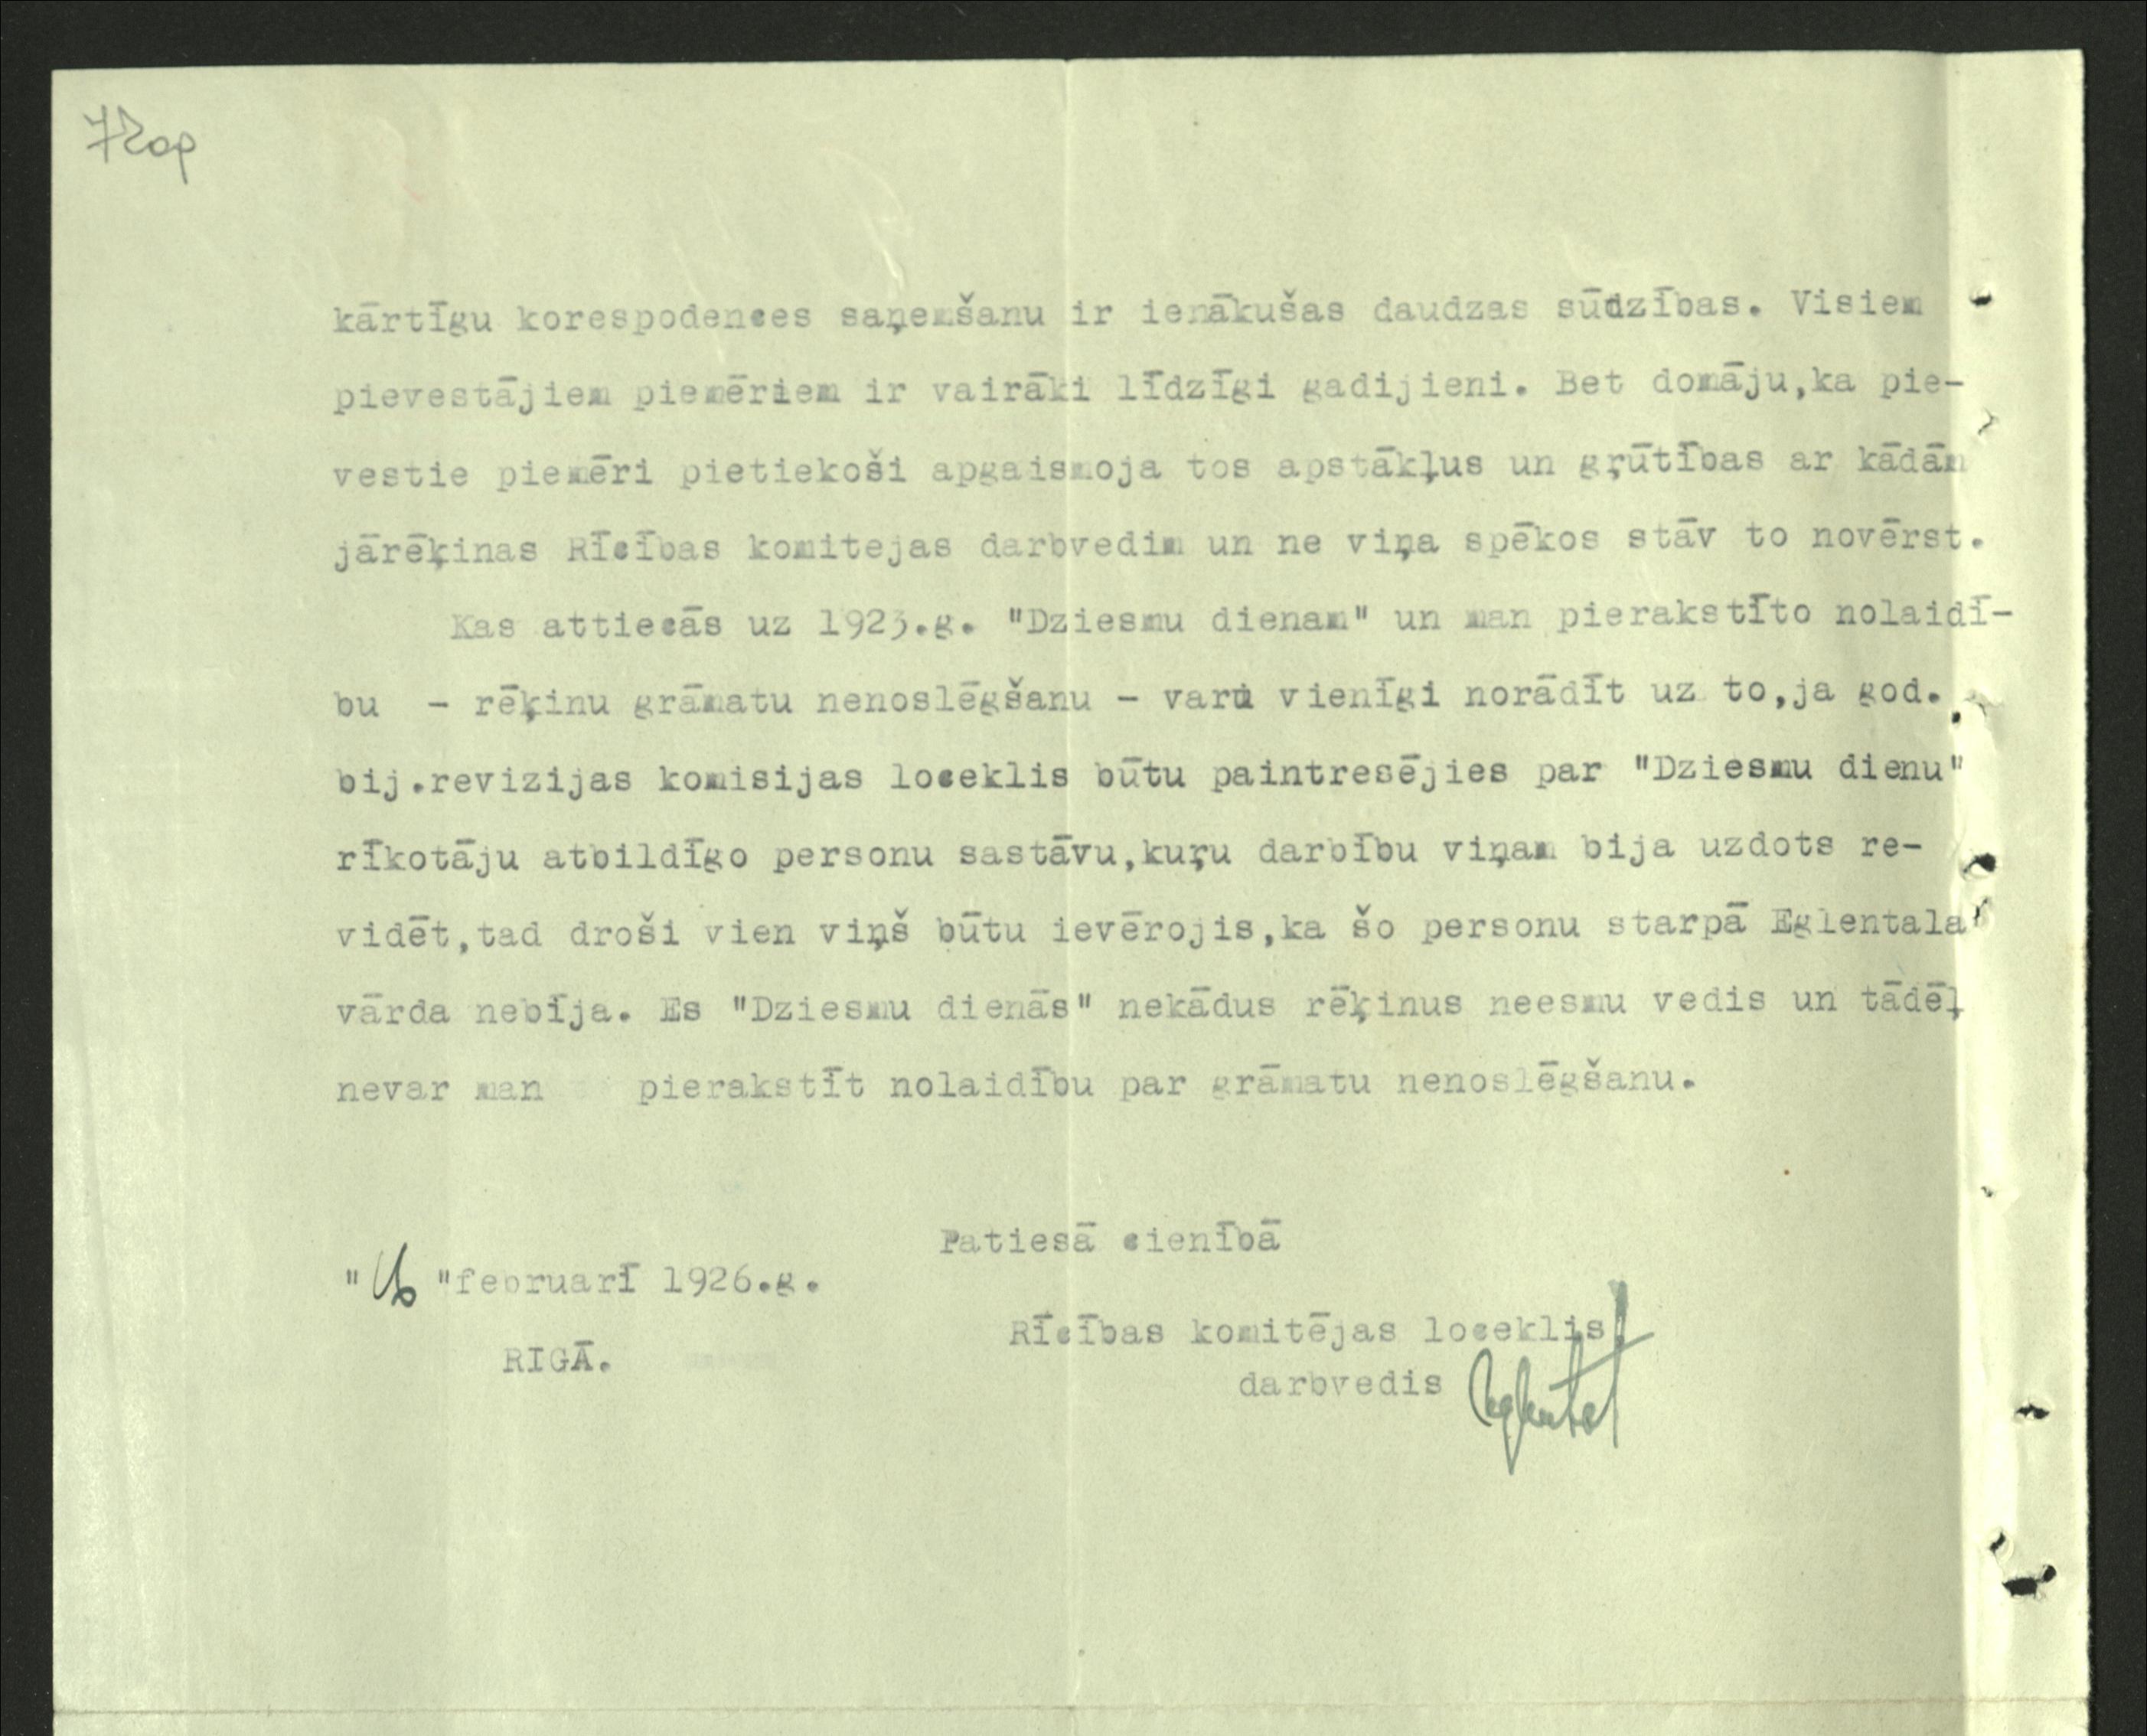 72op
kārtīgu korespodences saņemšanu ir ienākušas daudzas sūdzības. Visiem
pievestājiem piemēriem ir vairāki līdzīgi gadijieni. Bet domāju,ka pie-
vestie piemēri pietiekoši apgaismoja tos apstākļus un gŗūtības ar kādām
jārēķinas Rīcības komitejas darbvedim un ne viņa spēkos stāv to novērst.
Kas attiecās uz 1923.g. "Dziesmu dienam" un man pierakstīto nolaidī-
bu - rēķinu grāmatu nenoslēgšanu - varu vienīgi norādīt uz to,ja god.
bij.revizijas komisijas loceklis būtu paintresējies par "Dziesmu dienu"
rīkotāju atbildīgo personu sastāvu,kuŗu darbību viņam bija uzdots re-
vidēt,tad droši vien viņš būtu ievērojis,ka šo personu starpā Eglentala
vārda nebīja. Es "Dziesmu dienās" nekādus rēķinus neesmu vedis un tādēļ
nevar man pierakstīt nolaidību par grāmatu nenoslēgšanu.
Patiesā cienībā
" "februarī 1926.g.
Rīcības komitējas loceklis
RIGĀ.
darbvedis